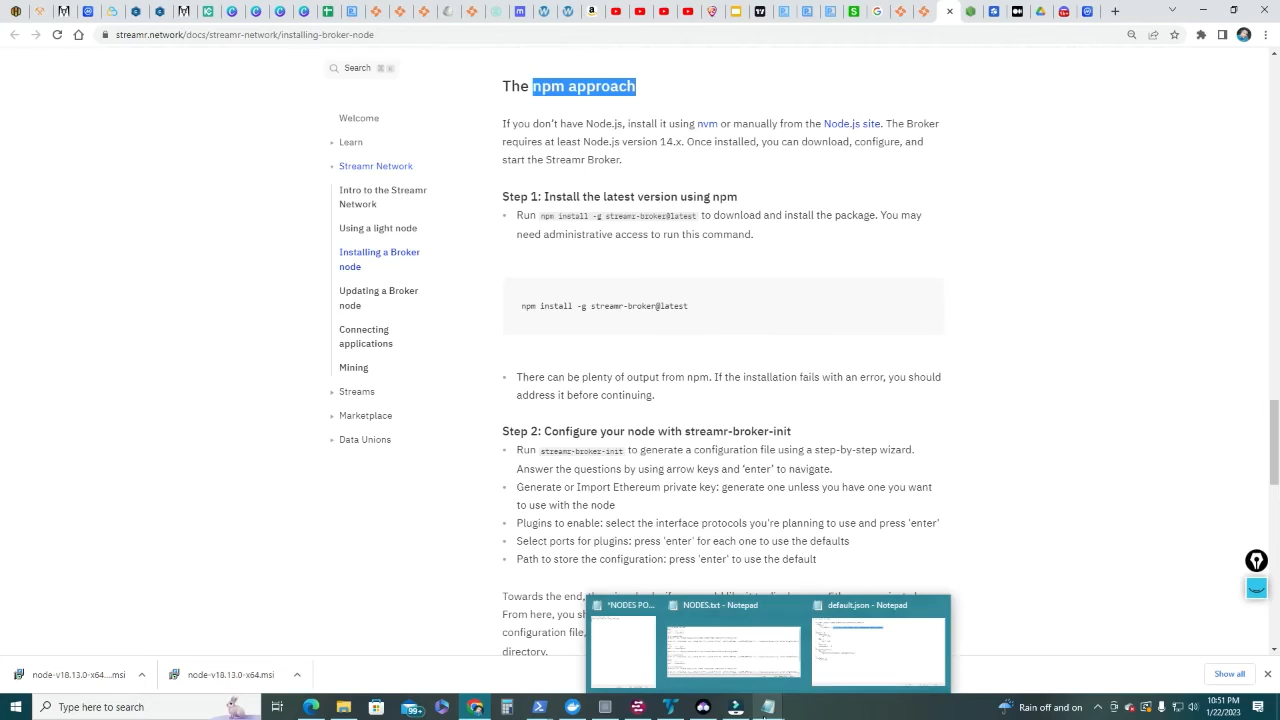 streamr.network/docs/streamr-network/installing-broker-node
Search
Welcome
Learn
Streamr Network
Intro to the Streamr
Network
Using a light node
Installing a Broker
node
Updating a Broker
node
Connecting
applications
Mining
Streams
Marketplace
Data Unions
The npm approach
If you don't have Node.js, install it using nvm or manually from the Node.js site. The Broker
requires at least Node.js version 14.x. Once installed, you can download, configure, and
start the Streamr Broker.
Step 1: Install the latest version using npm
Run npm install -g streamr-broker@latest to download and install the package. You may
need administrative access to run this command.
npm install -g streamr-broker@latest
There can be plenty of output from npm. If the installation fails with an error, you should
address it before continuing.
Step 2: Configure your node with streamr-broker-init
Run streamr-broker-init to generate a configuration file using a step-by-step wizard.
Answer the questions by using arrow keys and 'enter' to navigate.
Generate or Import Ethereum private key: generate one unless you have one you want
to use with the node
Plugins to enable: select the interface protocols you're planning to use and press 'enter'
Select ports for plugins: press 'enter' for each one to use the defaults
Path to store the configuration: press 'enter' to use the default
Towards the end,
From here, you sh
configuration file,
directory.
*NODES PO...
NODES.txt - Notepad
default.json - Notepad
Show all
Type here to search
99+
Rain off and on
10:51 PM
1/22/2023